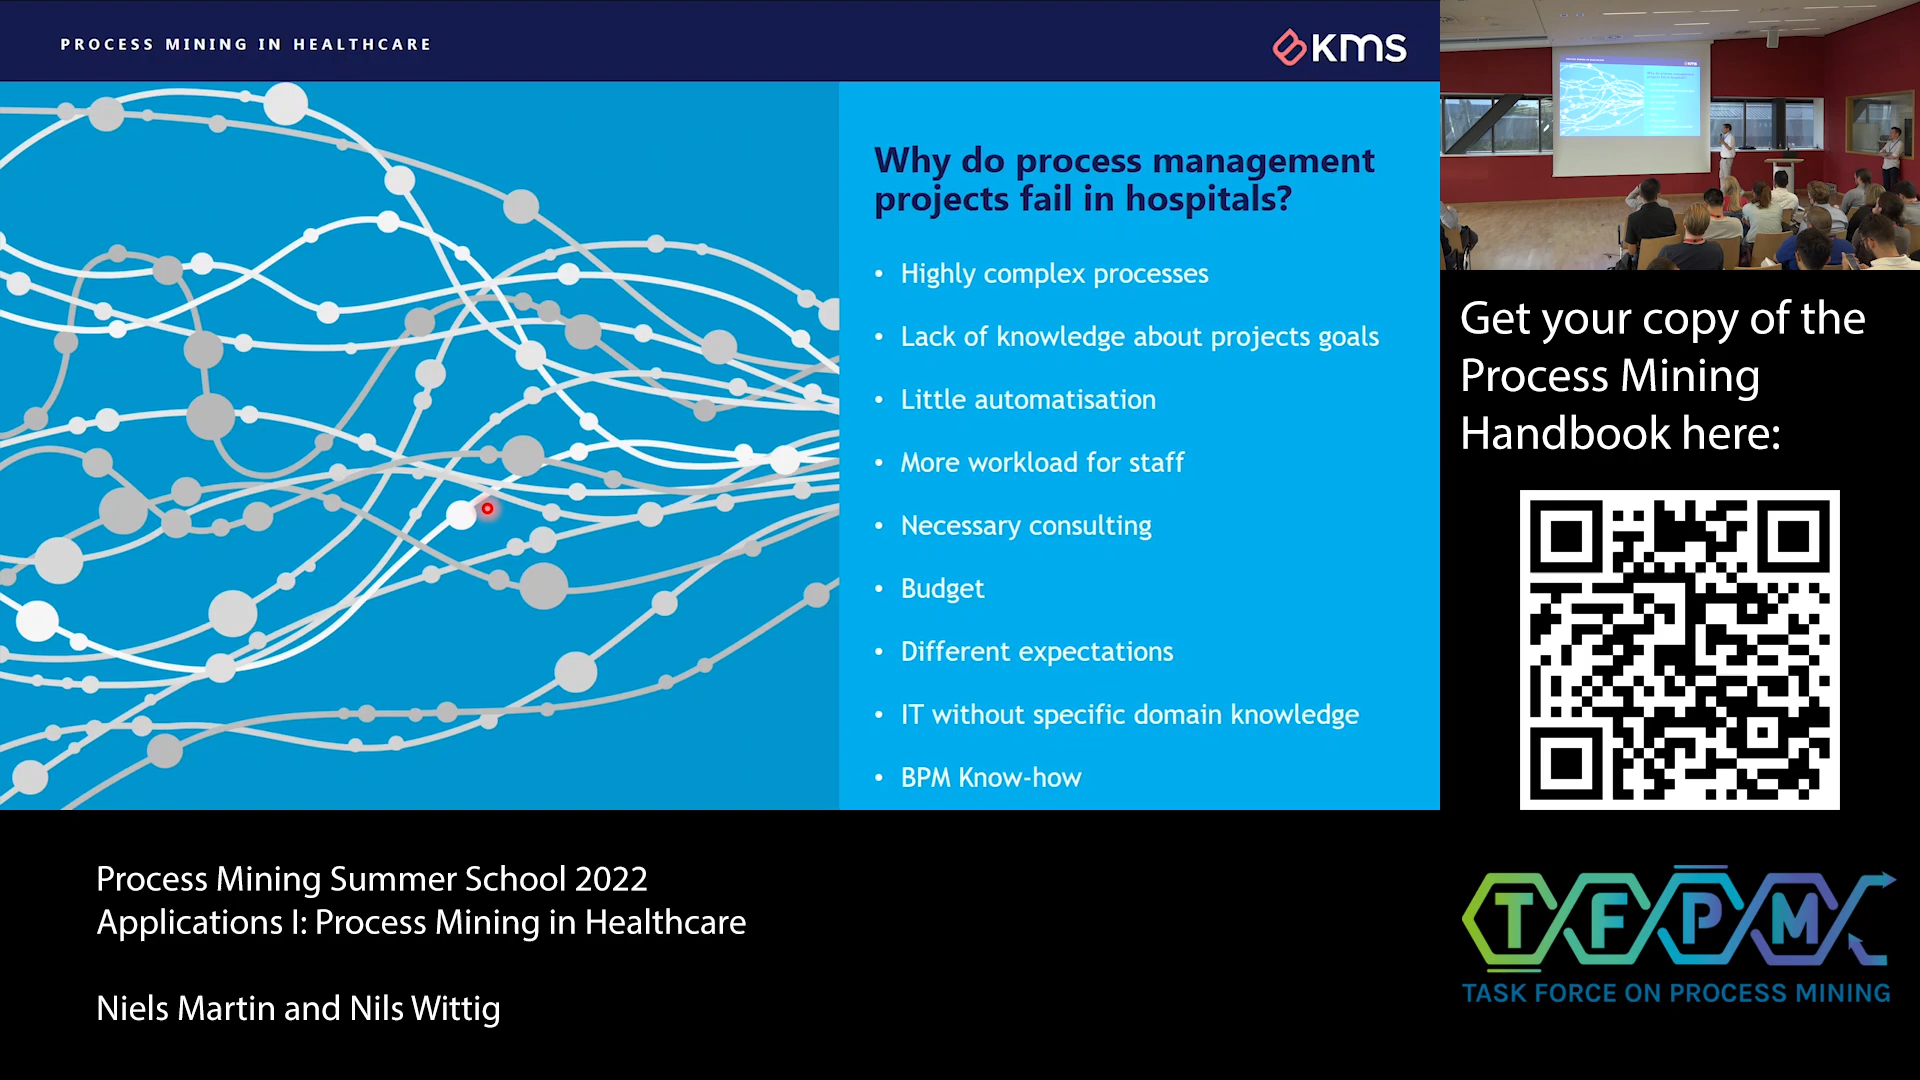 PROCESS MINING IN HEALTHCARE
KMS
Why do process management
projects fail in hospitals?
• Highly complex processes
• Lack of knowledge about projects goals
• Little automatisation
• More workload for staff
• Necessary consulting
• Budget
• Different expectations
• IT without specific domain knowledge
• BPM Know-how
Get your copy of the
Process Mining
Handbook here:
TFPM
TASK FORCE ON PROCESS MINING
Process Mining Summer School 2022
Applications I: Process Mining in Healthcare
Niels Martin and Nils Wittig